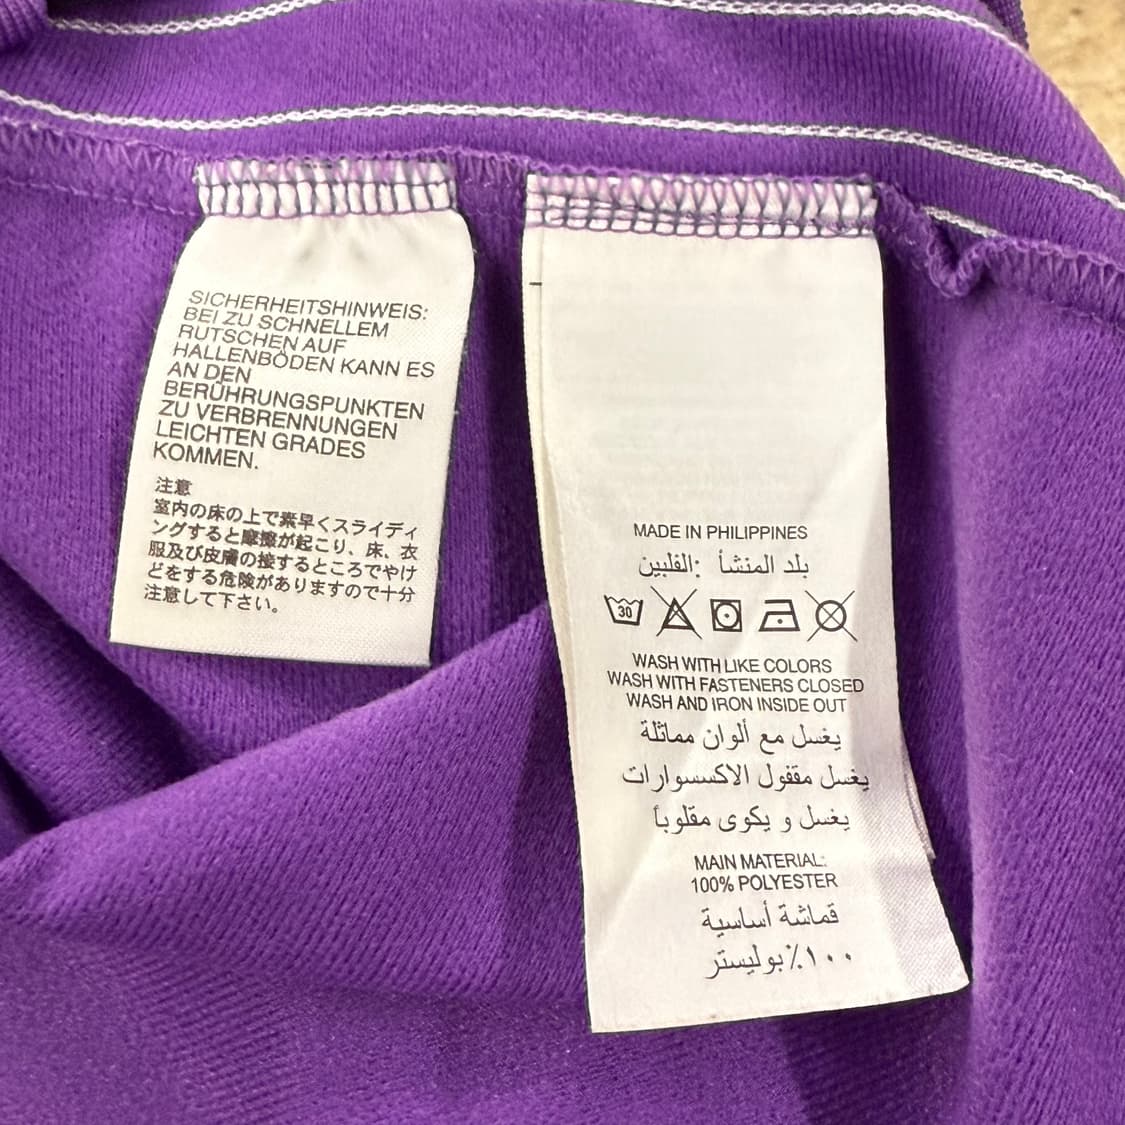 SICHERHEITSHINWEIS:
BEI ZU SCHNELLEM
RUTSCHEN AUF
HALLENBÖDEN KANN ES
AN DEN
BERÜHRUNGSPUNKTEN
ZU VERBRENNUNGEN
LEICHTEN GRADES
KOMMEN.
注意
室内の床の上で素早くスライディ
ングすると摩擦が起こり、床、衣
服及び皮膚の接するところでやけ
どをする危険がありますので十分
注意して下さい。
MADE IN PHILIPPINES
بلد المنشأ :الفلبين
30
WASH WITH LIKE COLORS
WASH WITH FASTENERS CLOSED
WASH AND IRON INSIDE OUT
يغسل مع ألوان مماثلة
يغسل مقفول الاكسسوارات
يغسل و يكوى مقلوباً
MAIN MATERIAL:
100% POLYESTER
قماشة أساسية
١٠٠٪ بوليستر